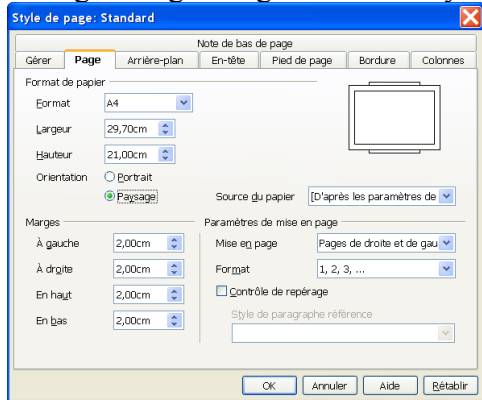 Style de page: Standard
Note de bas de page
Gérer Page Arrière-plan En-tête Pied de page Bordure Colonnes
Format de papier
Format A4
Largeur 29,70cm
Hauteur 21,00cm
Orientation Portrait
Paysage Source du papier [D'après les paramètres de
Marges Paramètres de mise en page
À gauche 2,00cm Mise en page Pages de droite et de gau
À droite 2,00cm Format 1, 2, 3, ...
En haut 2,00cm Contrôle de repérage
En bas 2,00cm Style de paragraphe référence
OK Annuler Aide Rétablir